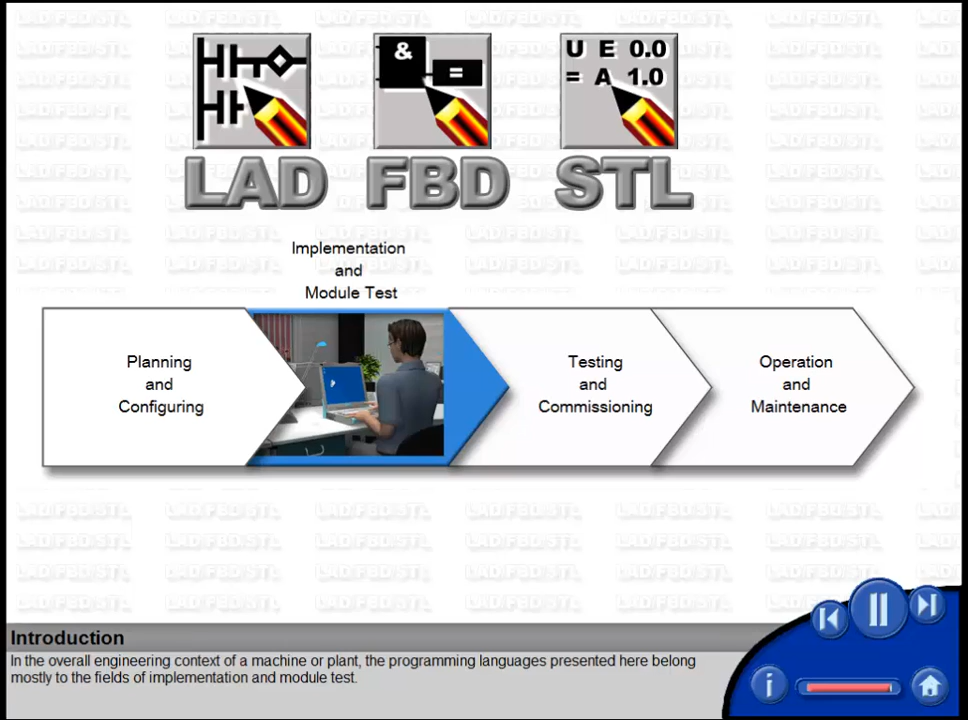 U E 0.0
= A 1.0
&
=
LAD FBD STL
Implementation
and
Module Test
Planning
and
Configuring
Testing
and
Commissioning
Operation
and
Maintenance
Introduction
In the overall engineering context of a machine or plant, the programming languages presented here belong
mostly to the fields of implementation and module test.
i